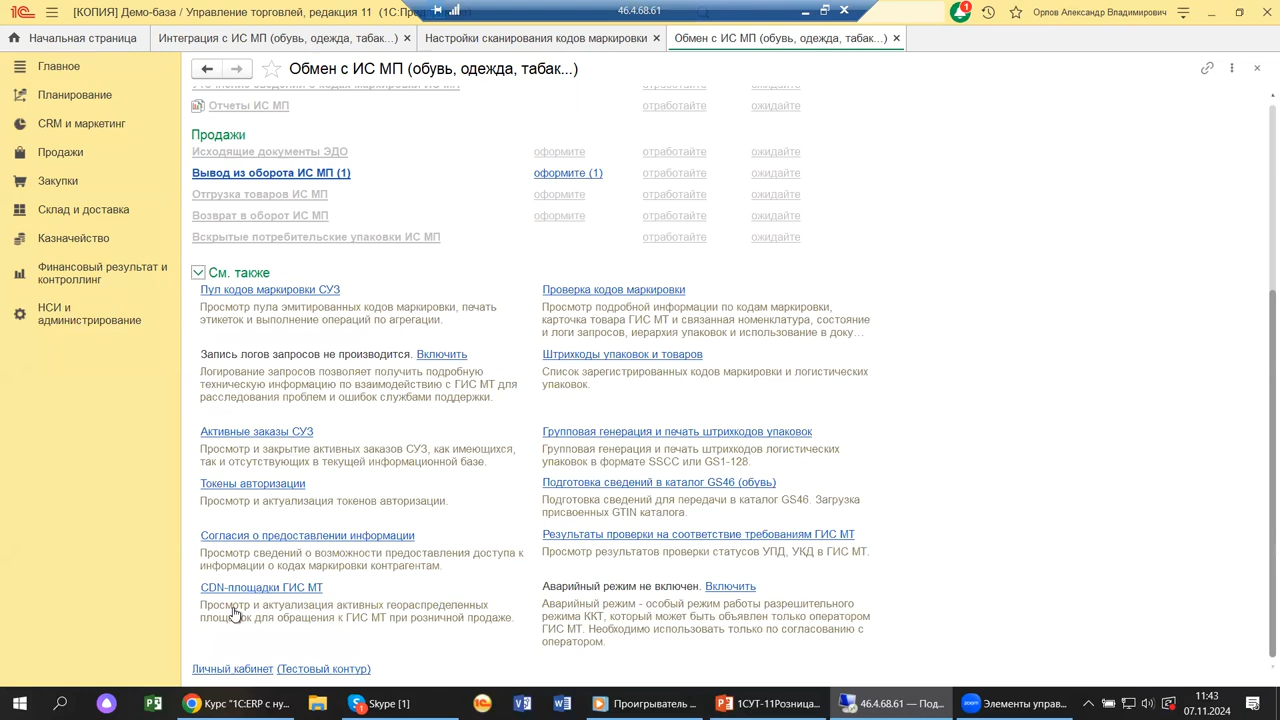 [КОПИЯ] Демо-база / Управление торговлей, редакция 11 (1С:Пр
46.4.68.61
1
Орлов Александр Владимирович
Начальная страница
Интеграция с ИС МП (обувь, одежда, табак...)
Настройки сканирования кодов маркировки
Обмен с ИС МП (обувь, одежда, табак...)
Главное
Планирование
CRM и маркетинг
Продажи
Закупки
Склад и доставка
Казначейство
Финансовый результат и
контроллинг
НСИ и
администрирование
Обмен с ИС МП (обувь, одежда, табак...)
Уточнение сведений о кодах маркировки ИС МП отработайте ожидайте
Отчеты ИС МП отработайте ожидайте
Продажи
Исходящие документы ЭДО оформите отработайте ожидайте
Вывод из оборота ИС МП (1) оформите (1) отработайте ожидайте
Отгрузка товаров ИС МП оформите отработайте ожидайте
Возврат в оборот ИС МП оформите отработайте ожидайте
Вскрытые потребительские упаковки ИС МП отработайте ожидайте
См. также
Пул кодов маркировки СУЗ
Просмотр пула эмитированных кодов маркировки, печать
этикеток и выполнение операций по агрегации.
Проверка кодов маркировки
Просмотр подробной информации по кодам маркировки,
карточка товара ГИС МТ и связанная номенклатура, состояние
и логи запросов, иерархия упаковок и использование в доку...
Запись логов запросов не производится. Включить
Логирование запросов позволяет получить подробную
техническую информацию по взаимодействию с ГИС МТ для
расследования проблем и ошибок службами поддержки.
Штрихкоды упаковок и товаров
Список зарегистрированных кодов маркировки и логистических
упаковок.
Активные заказы СУЗ
Просмотр и закрытие активных заказов СУЗ, как имеющихся,
так и отсутствующих в текущей информационной базе.
Групповая генерация и печать штрихкодов упаковок
Групповая генерация и печать штрихкодов логистических
упаковок в формате SSCC или GS1-128.
Токены авторизации
Просмотр и актуализация токенов авторизации.
Подготовка сведений в каталог GS46 (обувь)
Подготовка сведений для передачи в каталог GS46. Загрузка
присвоенных GTIN каталога.
Согласия о предоставлении информации
Просмотр сведений о возможности предоставления доступа к
информации о кодах маркировки контрагентам.
Результаты проверки на соответствие требованиям ГИС МТ
Просмотр результатов проверки статусов УПД, УКД в ГИС МТ.
CDN-площадки ГИС МТ
Просмотр и актуализация активных геораспределенных
площадок для обращения к ГИС МТ при розничной продаже.
Аварийный режим не включен. Включить
Аварийный режим - особый режим работы разрешительного
режима ККТ, который может быть объявлен только оператором
ГИС МТ. Необходимо использовать только по согласованию с
оператором.
Личный кабинет (Тестовый контур)
Курс "1С:ERP с ну...
Skype [1]
Проигрыватель ...
1СУТ-11Розница...
46.4.68.61 — Под...
Элементы управ...
11:43
07.11.2024